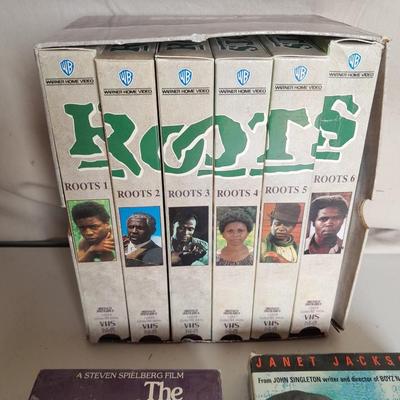 WB
WARNER HOME VIDEO
WB
WARNER HOME VIDEO
WB
WARNER HOME VIDEO
WB
WARNER HOME VIDEO
WB
WARNER HOME VIDEO
WB
WARNER HOME VIDEO
ROOTS
ROOTS 1
ROOTS 2
ROOTS 3
ROOTS 4
ROOTS 5
ROOTS 6
VHS
VHS
VHS
VHS
VHS
VHS
A STEVEN SPIELBERG FILM
The
JANET JACKS
From JOHN SINGLETON writer and director of BOYZ N